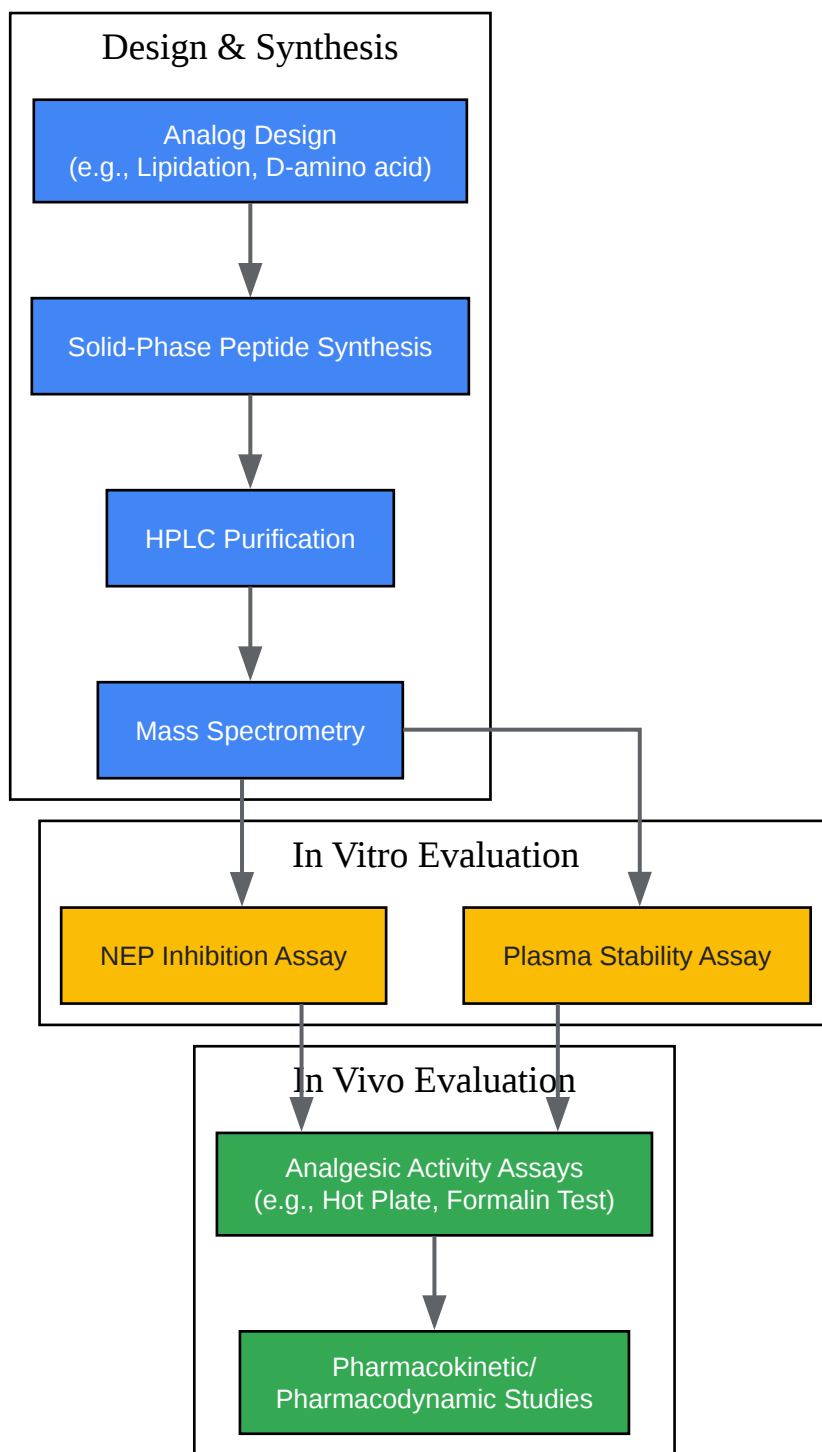 Design & Synthesis
Analog Design
(e.g., Lipidation, D-amino acid)
Solid-Phase Peptide Synthesis
HPLC Purification
Mass Spectrometry
In Vitro Evaluation
NEP Inhibition Assay
Plasma Stability Assay
In Vivo Evaluation
Analgesic Activity Assays
(e.g., Hot Plate, Formalin Test)
Pharmacokinetic/
Pharmacodynamic Studies